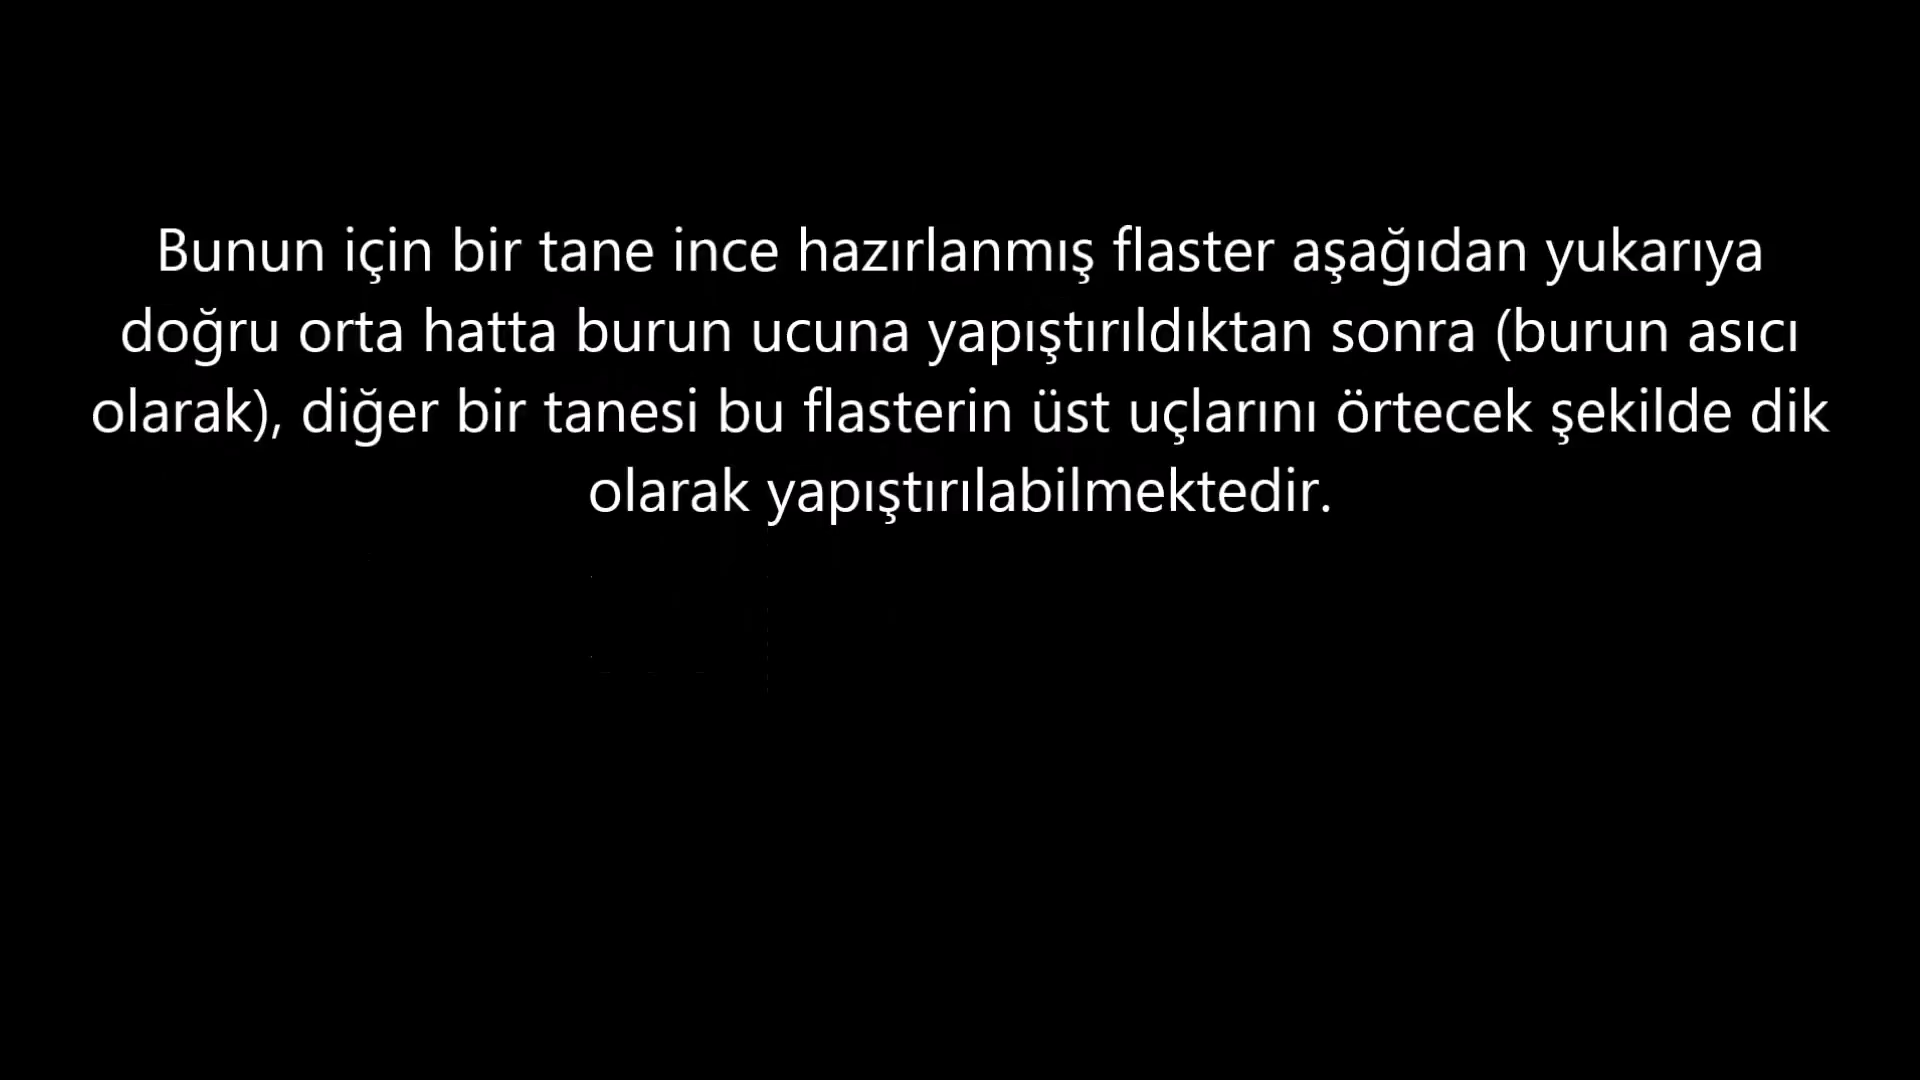 Bunun için bir tane ince hazırlanmış flaster aşağıdan yukarıya
doğru orta hatta burun ucuna yapıştırıldıktan sonra (burun asıcı
olarak), diğer bir tanesi bu flasterin üst uçlarını örtecek şekilde dik
olarak yapıştırılabilmektedir.